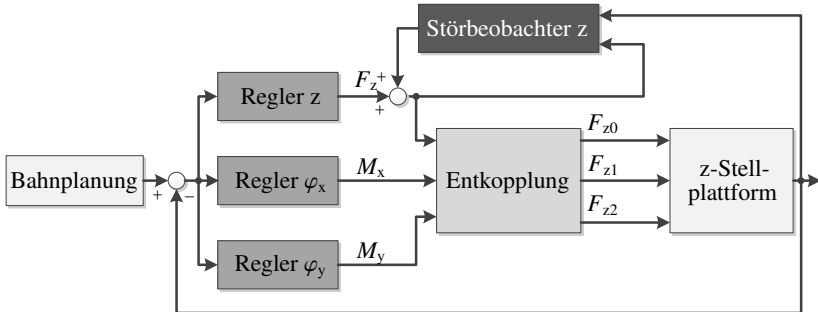 Störbeobachter z
Regler z
F_z
+
+
Bahnplanung
+
−
Regler φ_x
M_x
Entkopplung
F_z0
F_z1
F_z2
z-Stell-
plattform
Regler φ_y
M_y